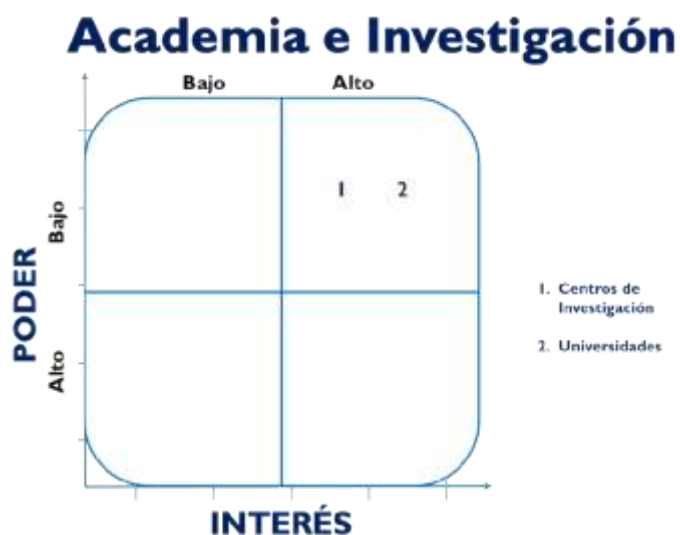 Academia e Investigación
Bajo Alto
PODER
Bajo
Alto
1 2
1. Centros de
Investigación
2. Universidades
INTERÉS